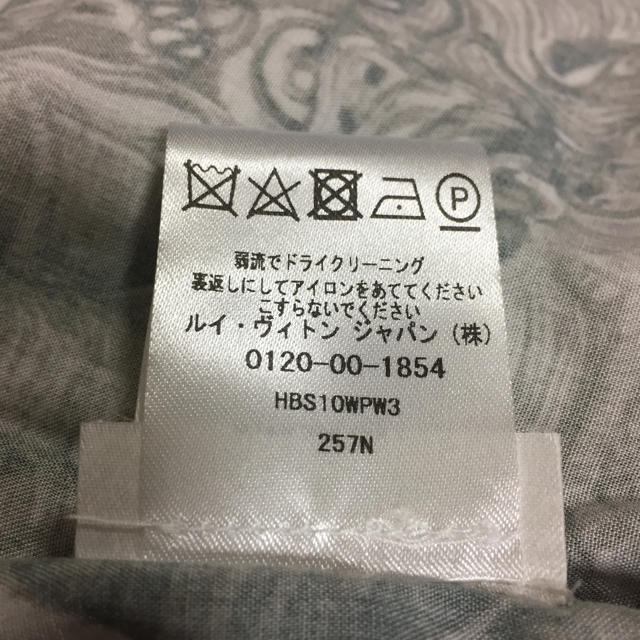 P
弱流でドライクリーニング
裏返しにしてアイロンをあててください
こすらないでください
ルイ・ヴィトン ジャパン (株)
0120-00-1854
HBS10WPW3
257N